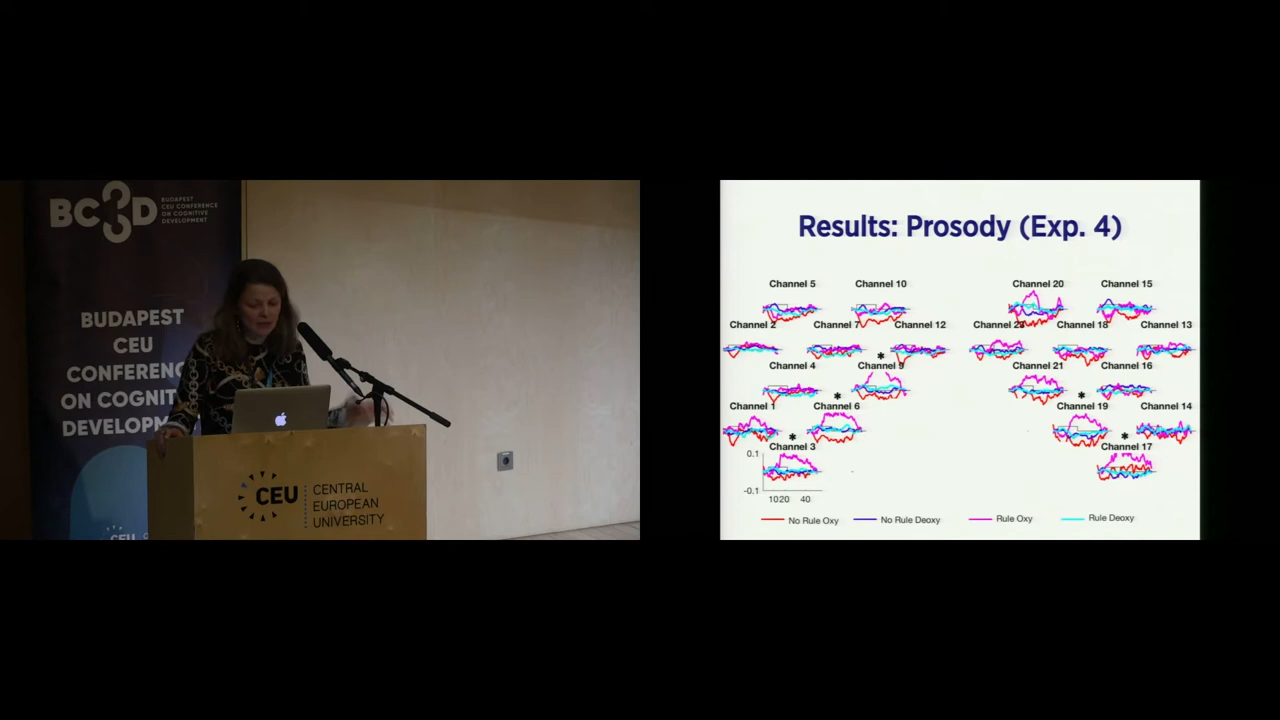 BC3D
BUDAPEST
CEU CONFERENCE
ON COGNITIVE
DEVELOPMENT
BUDAPEST
CEU
CONFERENC
ON COGNIT
DEVELOPM
CEU
CEU
CENTRAL
EUROPEAN
UNIVERSITY
Results: Prosody (Exp. 4)
Channel 5 Channel 10 Channel 20 Channel 15
Channel 2 Channel 7 Channel 12 Channel 18 Channel 13
* Channel 4 Channel 9 Channel 21 Channel 16
* * Channel 1 Channel 6 Channel 19 Channel 14
* * Channel 3 Channel 17
0.1
-0.1
10 20 40
No Rule Oxy No Rule Deoxy Rule Oxy Rule Deoxy